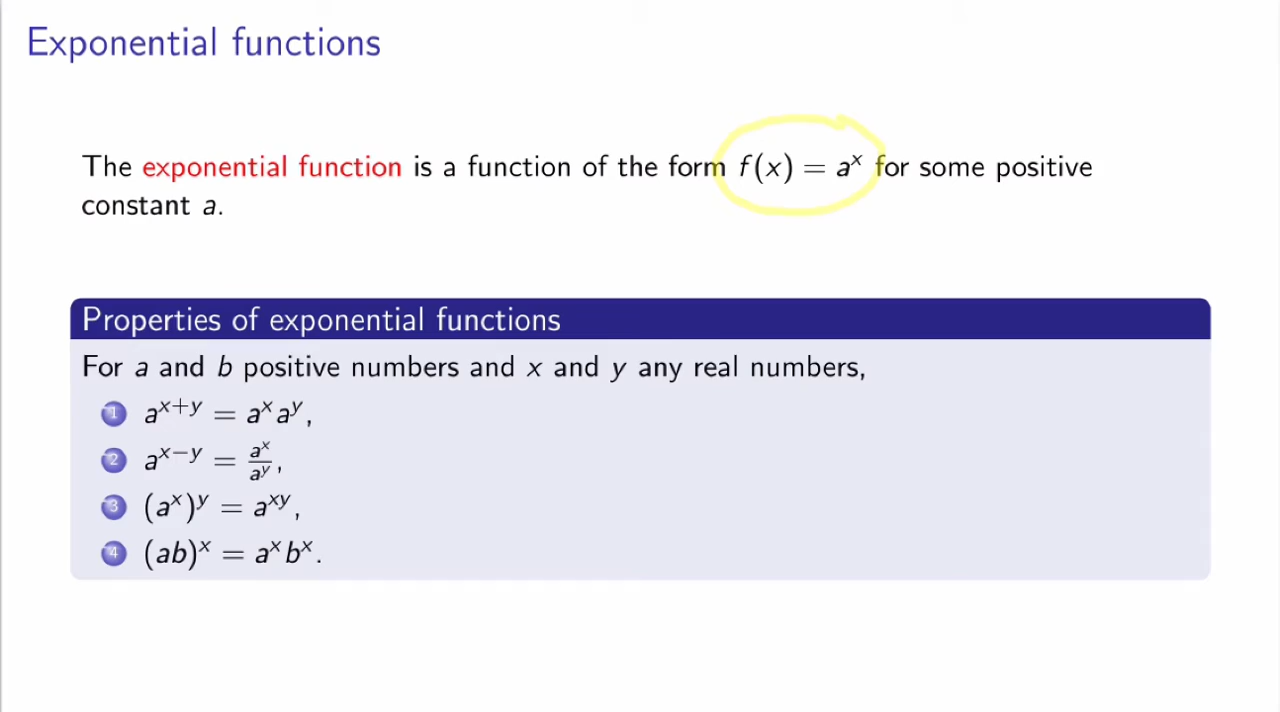 Exponential functions
The exponential function is a function of the form f(x) = a^x for some positive
constant a.
Properties of exponential functions
For a and b positive numbers and x and y any real numbers,
1 a^{x+y} = a^x a^y,
2 a^{x−y} = \frac{a^x}{a^y},
3 (a^x)^y = a^{xy},
4 (ab)^x = a^x b^x.